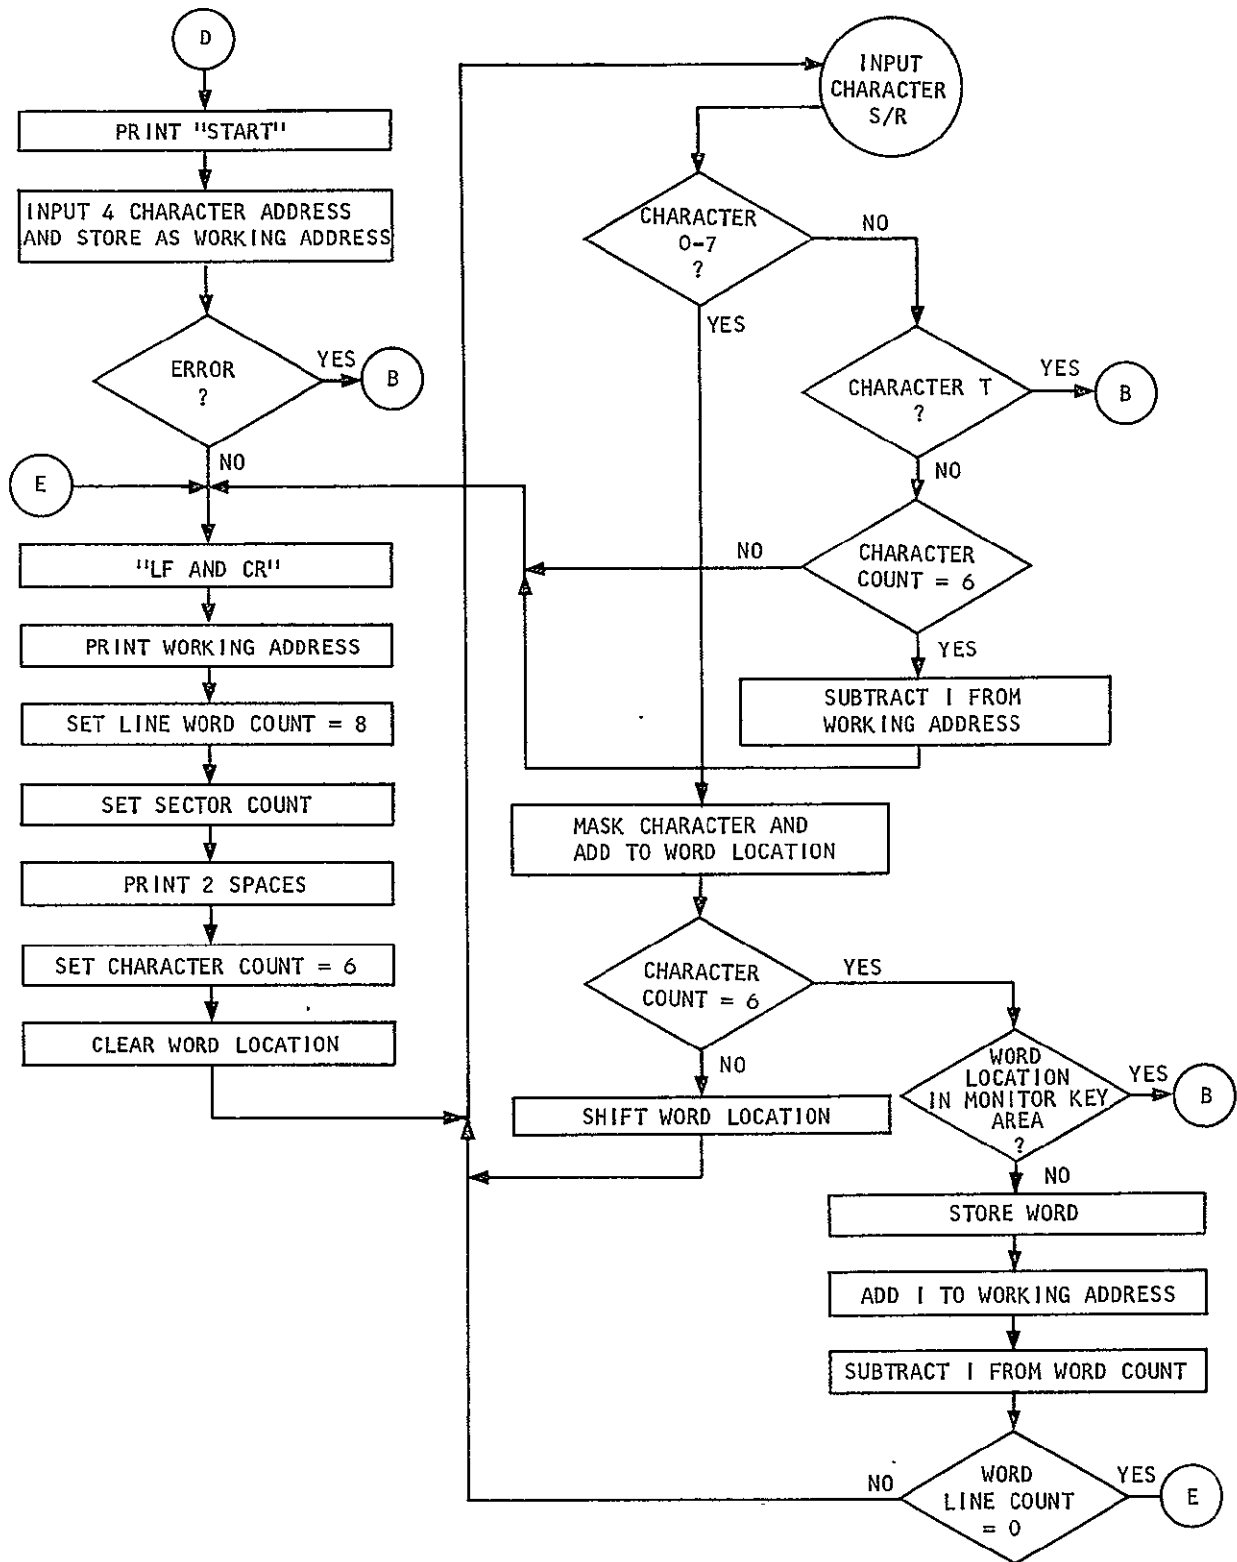 D
PRINT "START"
INPUT 4 CHARACTER ADDRESS
AND STORE AS WORKING ADDRESS
ERROR
?
YES
B
NO
E
"LF AND CR"
PRINT WORKING ADDRESS
SET LINE WORD COUNT = 8
SET SECTOR COUNT
PRINT 2 SPACES
SET CHARACTER COUNT = 6
CLEAR WORD LOCATION
INPUT
CHARACTER
S/R
CHARACTER
0-7
?
NO
YES
CHARACTER T
?
YES
B
NO
CHARACTER
COUNT = 6
NO
YES
SUBTRACT 1 FROM
WORKING ADDRESS
MASK CHARACTER AND
ADD TO WORD LOCATION
CHARACTER
COUNT = 6
YES
NO
SHIFT WORD LOCATION
WORD
LOCATION
IN MONITOR KEY
AREA
?
YES
B
NO
STORE WORD
ADD 1 TO WORKING ADDRESS
SUBTRACT 1 FROM WORD COUNT
WORD
LINE COUNT
= 0
NO
YES
E